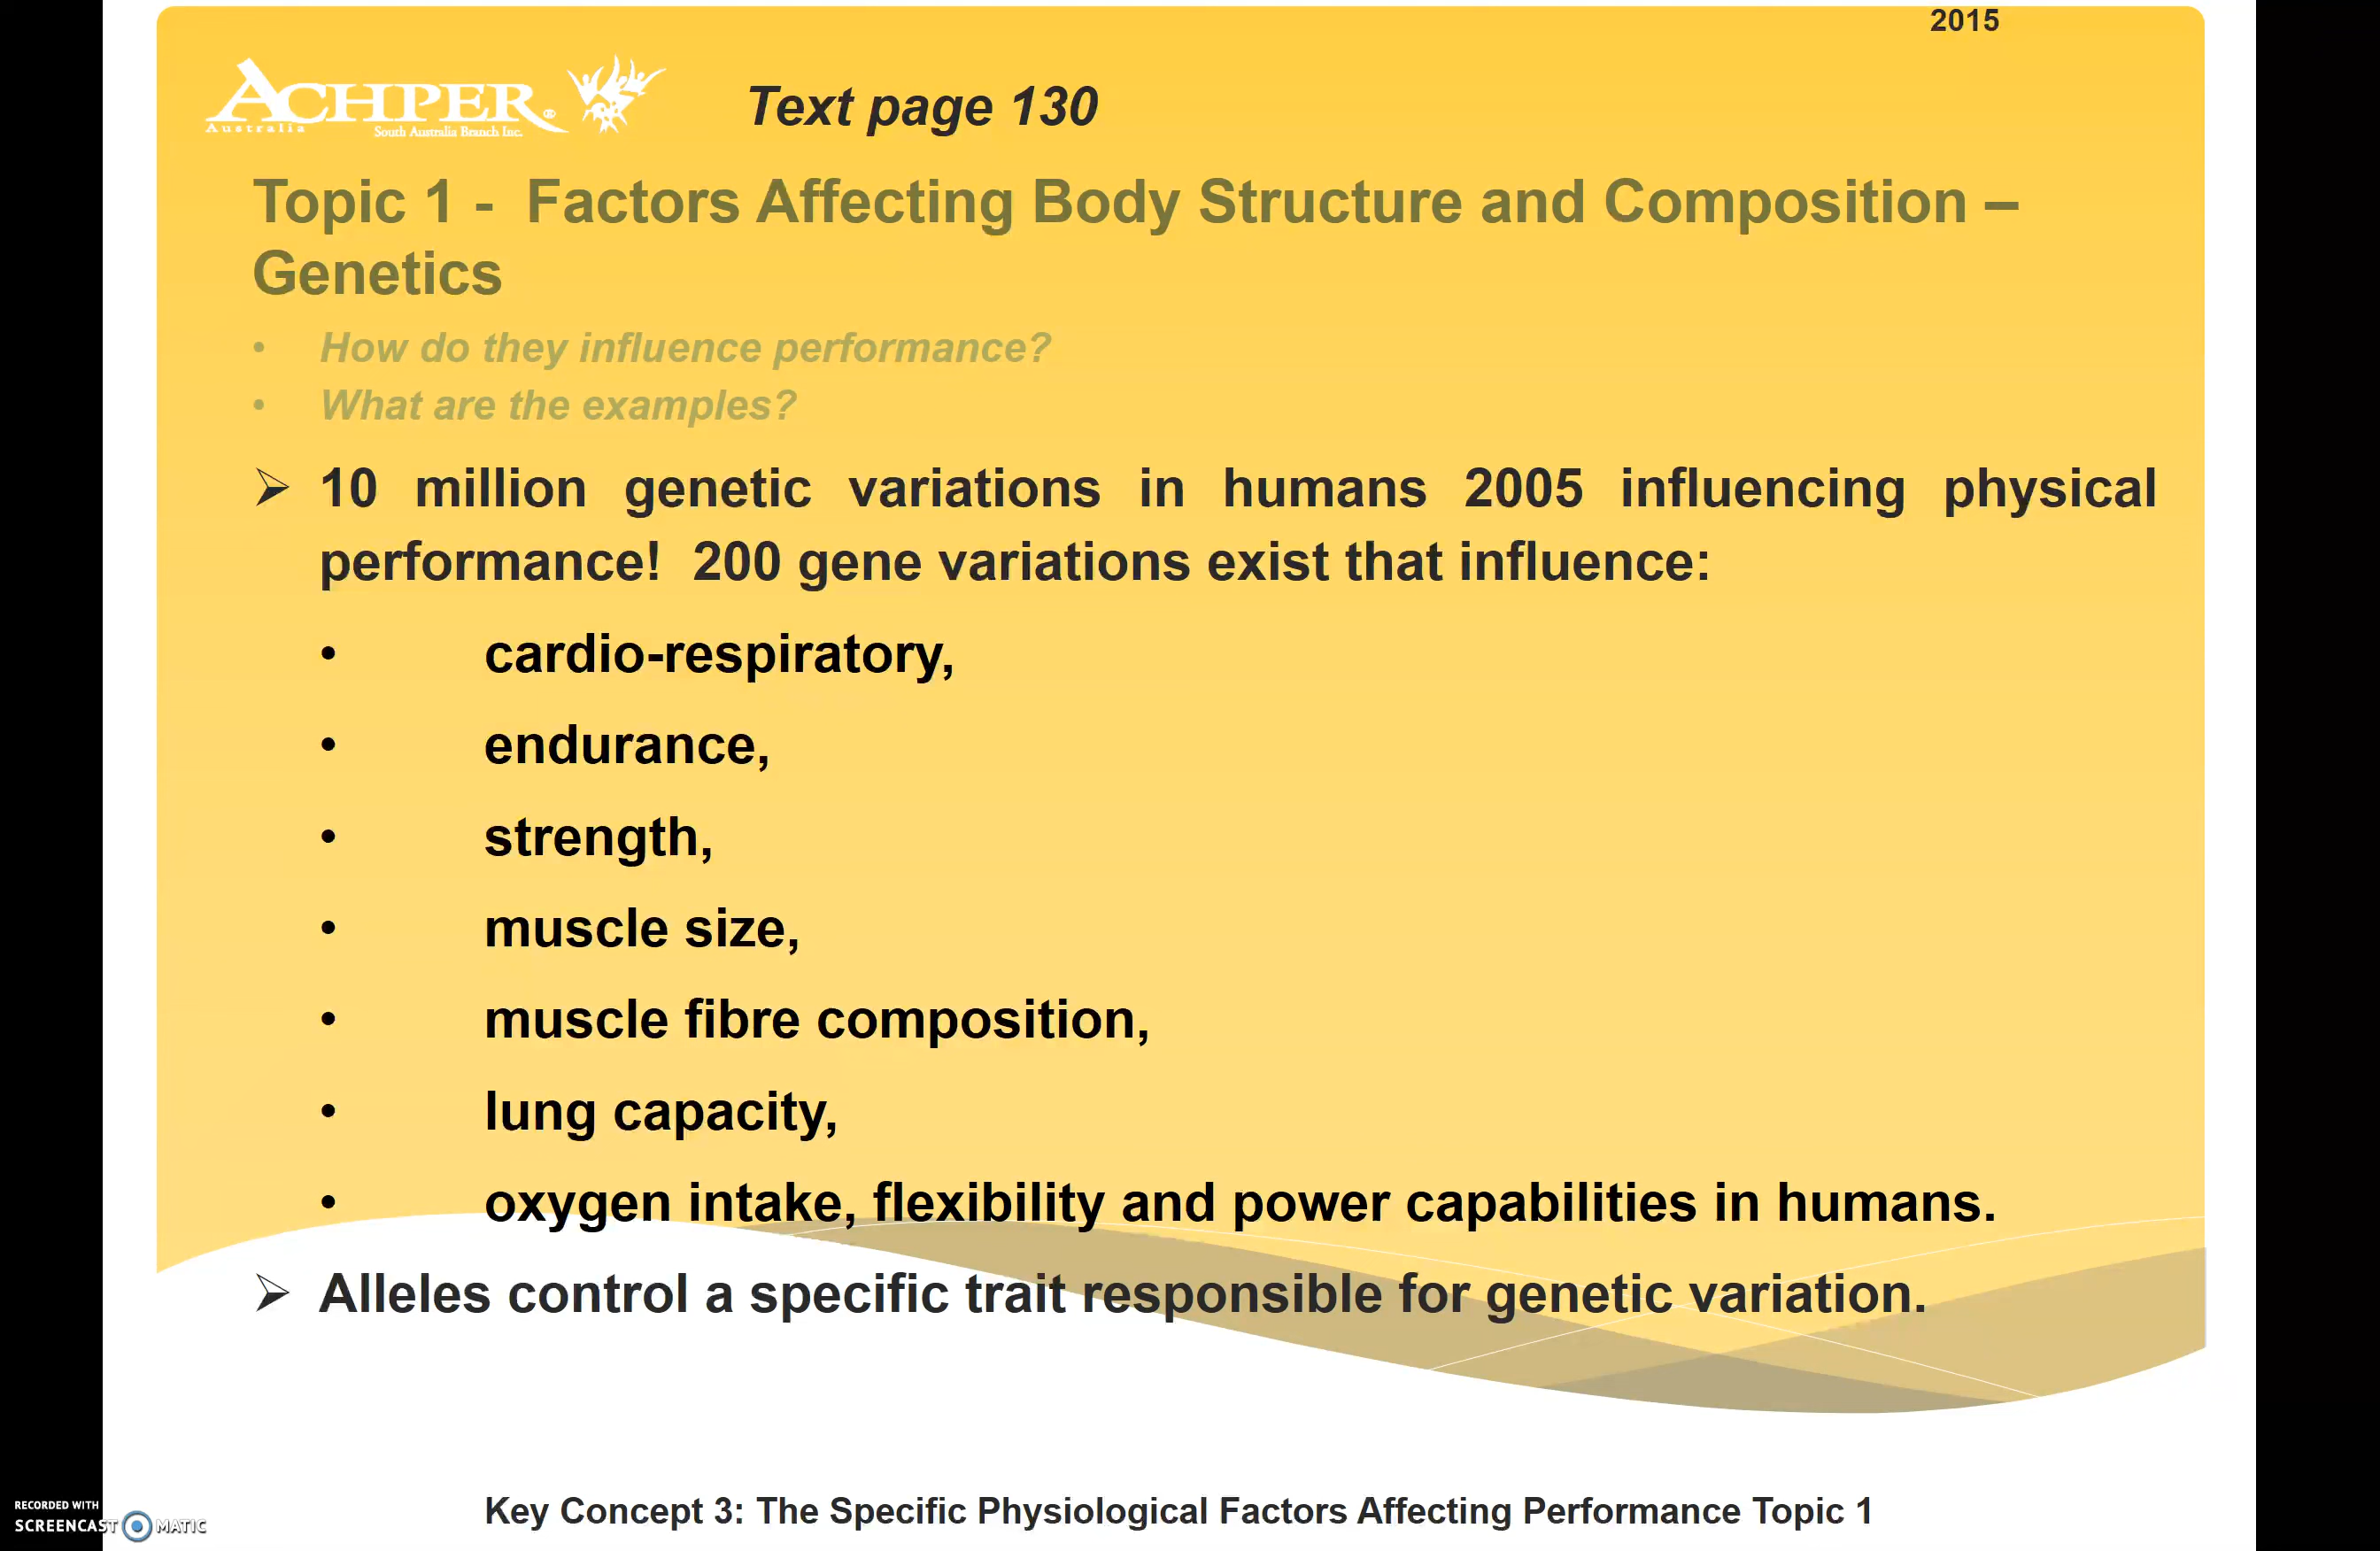 2015
ACHPER®
Australia
South Australia Branch Inc.
Text page 130
Topic 1 - Factors Affecting Body Structure and Composition –
Genetics
• How do they influence performance?
• What are the examples?
➢ 10 million genetic variations in humans 2005 influencing physical
performance! 200 gene variations exist that influence:
• cardio-respiratory,
• endurance,
• strength,
• muscle size,
• muscle fibre composition,
• lung capacity,
• oxygen intake, flexibility and power capabilities in humans.
➢ Alleles control a specific trait responsible for genetic variation.
Key Concept 3: The Specific Physiological Factors Affecting Performance Topic 1
RECORDED WITH
SCREENCAST MATIC